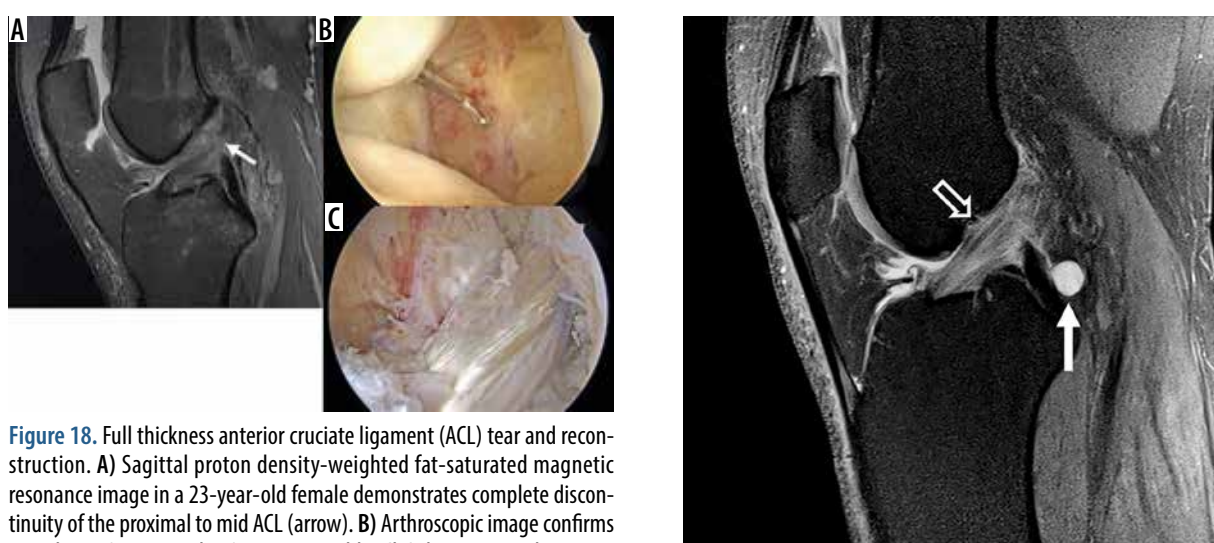 A
B
C
Figure 18. Full thickness anterior cruciate ligament (ACL) tear and recon-
struction. A) Sagittal proton density-weighted fat-saturated magnetic
resonance image in a 23-year-old female demonstrates complete discon-
tinuity of the proximal to mid ACL (arrow). B) Arthroscopic image confirms